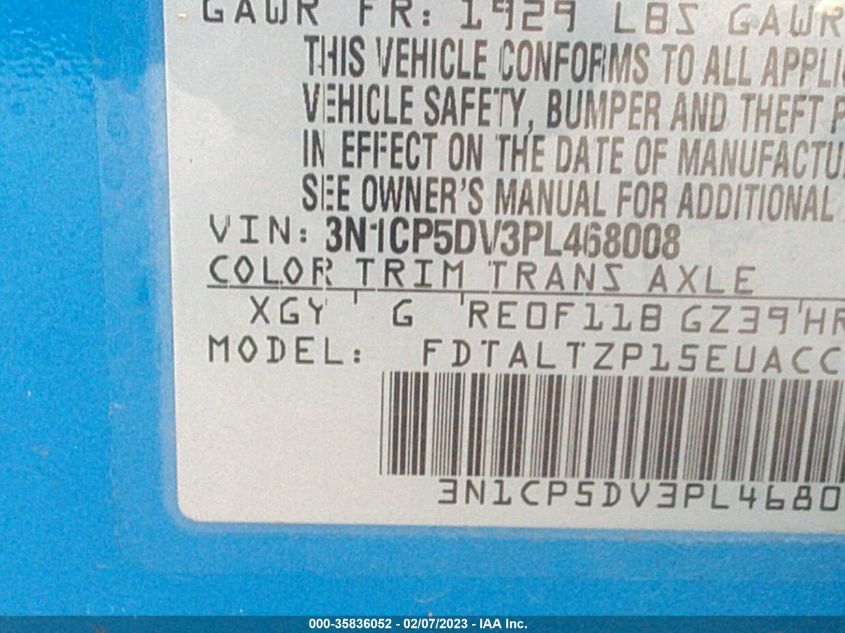 GAWR FR: 1929 LBS GAWR
THIS VEHICLE CONFORMS TO ALL APPLI
VEHICLE SAFETY, BUMPER AND THEFT P
IN EFFECT ON THE DATE OF MANUFACTU
SEE OWNER'S MANUAL FOR ADDITIONAL
VIN: 3N1CP5DV3PL468008
COLOR TRIM TRANS AXLE
XGY ' G 'RE0F11B GZ39'HR
MODEL: FDTALTZP15EUACC
3N1CP5DV3PL4680
000-35836052 — 02/07/2023 — IAA Inc.